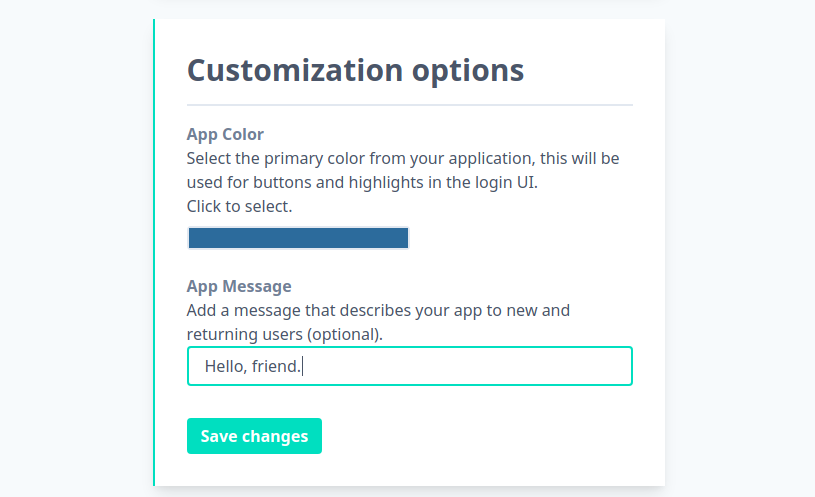 Customization options
App Color
Select the primary color from your application, this will be
used for buttons and highlights in the login UI.
Click to select.
App Message
Add a message that describes your app to new and
returning users (optional).
Hello, friend.
Save changes